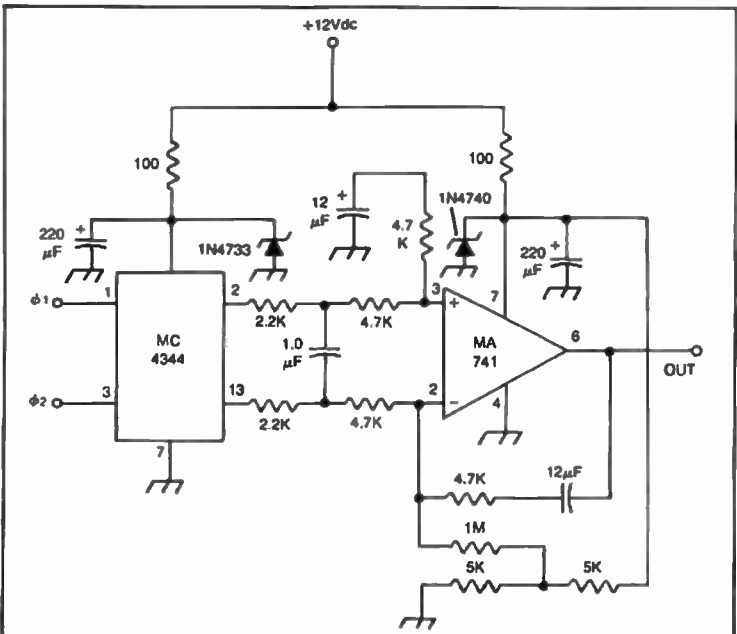 +12Vdc
100
100
12 µF
1N4740
4.7 K
220 µF
1N4733
220 µF
7
ϕ1
1
2
3
+
6
2.2K
4.7K
MC 4344
1.0 µF
MA 741
OUT
ϕ2
3
13
2
−
4
2.2K
4.7K
7
4.7K
12µF
1M
5K
5K